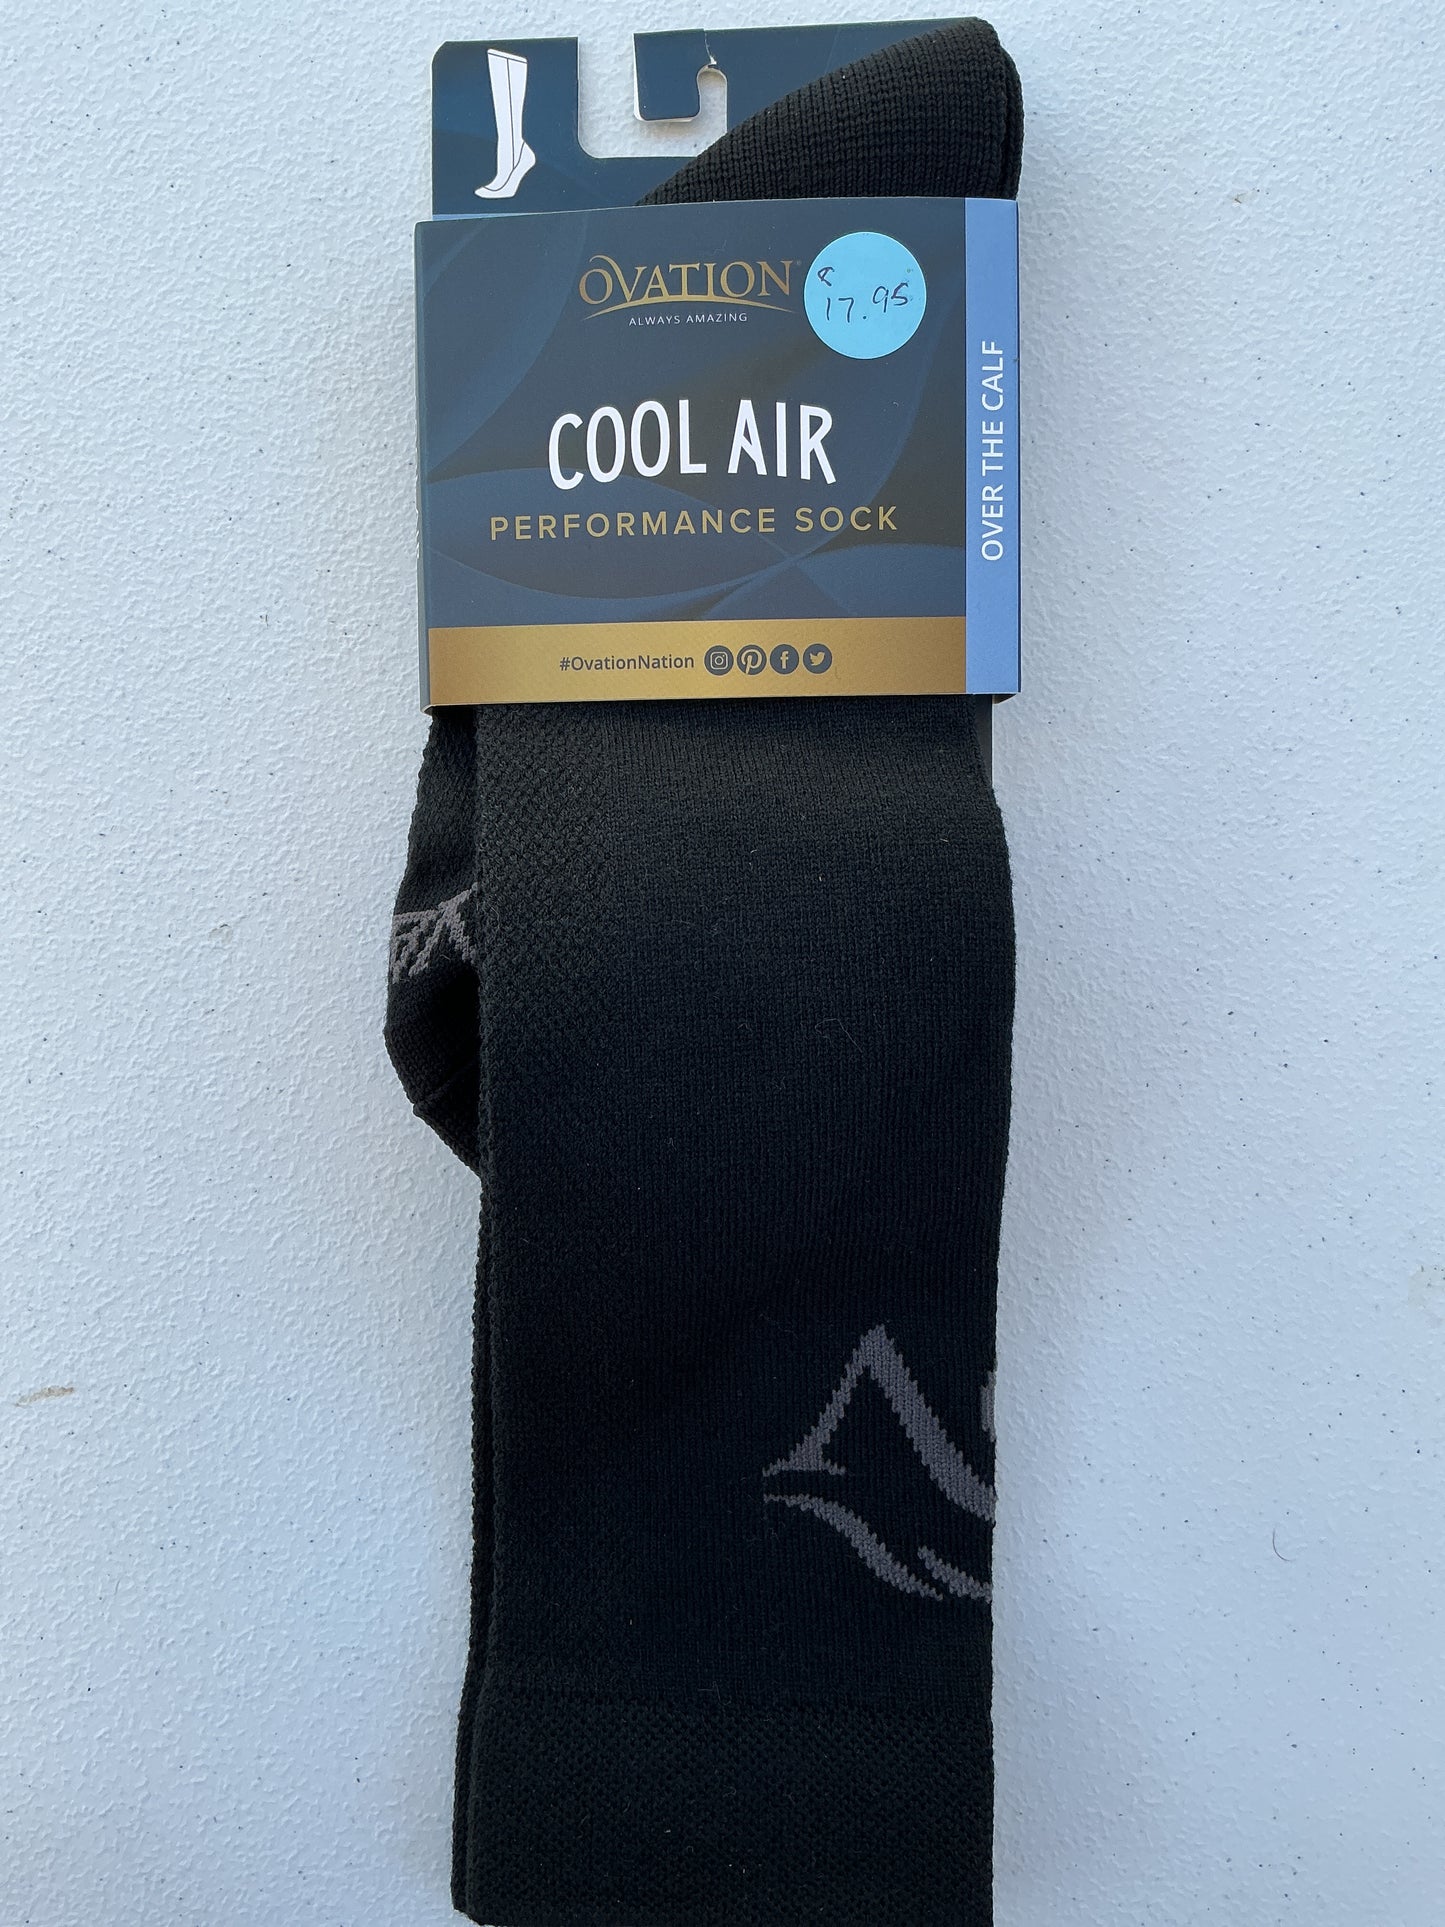 OVATION®
ALWAYS AMAZING
17.95
COOL AIR
PERFORMANCE SOCK
OVER THE CALF
#OvationNation